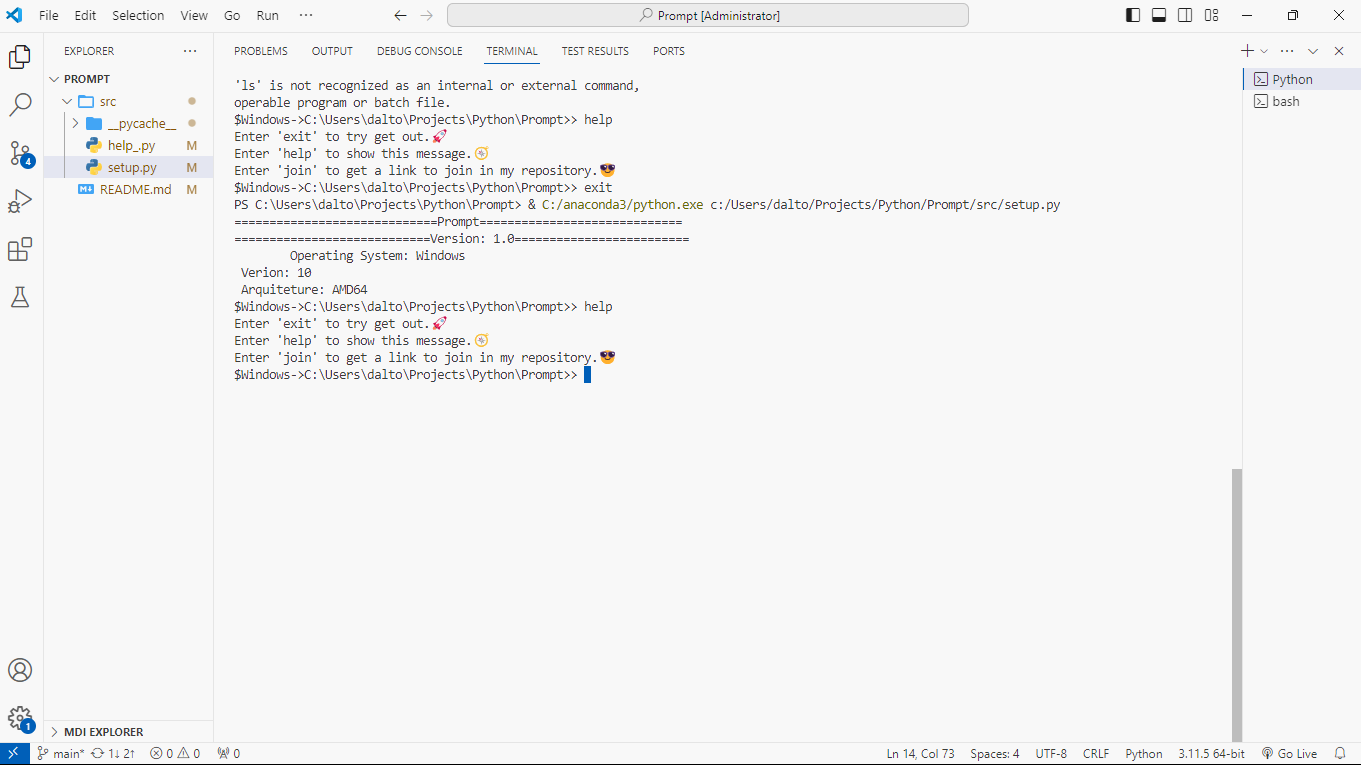 File Edit Selection View Go Run ···
Prompt [Administrator]
EXPLORER ···
PROMPT
src
__pycache__
help_.py M
setup.py M
README.md M
MDI EXPLORER
PROBLEMS OUTPUT DEBUG CONSOLE TERMINAL TEST RESULTS PORTS
'ls' is not recognized as an internal or external command,
operable program or batch file.
$Windows->C:\Users\dalto\Projects\Python\Prompt>> help
Enter 'exit' to try get out.🚀
Enter 'help' to show this message.🧭
Enter 'join' to get a link to join in my repository.😎
$Windows->C:\Users\dalto\Projects\Python\Prompt>> exit
PS C:\Users\dalto\Projects\Python\Prompt> & C:/anaconda3/python.exe c:/Users/dalto/Projects/Python/Prompt/src/setup.py
=============================Prompt=============================
============================Version: 1.0=========================
Operating System: Windows
Verion: 10
Arquiteture: AMD64
$Windows->C:\Users\dalto\Projects\Python\Prompt>> help
Enter 'exit' to try get out.🚀
Enter 'help' to show this message.🧭
Enter 'join' to get a link to join in my repository.😎
$Windows->C:\Users\dalto\Projects\Python\Prompt>>
Python
bash
4
1
main* 1↓ 2↑ 0 0 0
Ln 14, Col 73 Spaces: 4 UTF-8 CRLF Python 3.11.5 64-bit Go Live